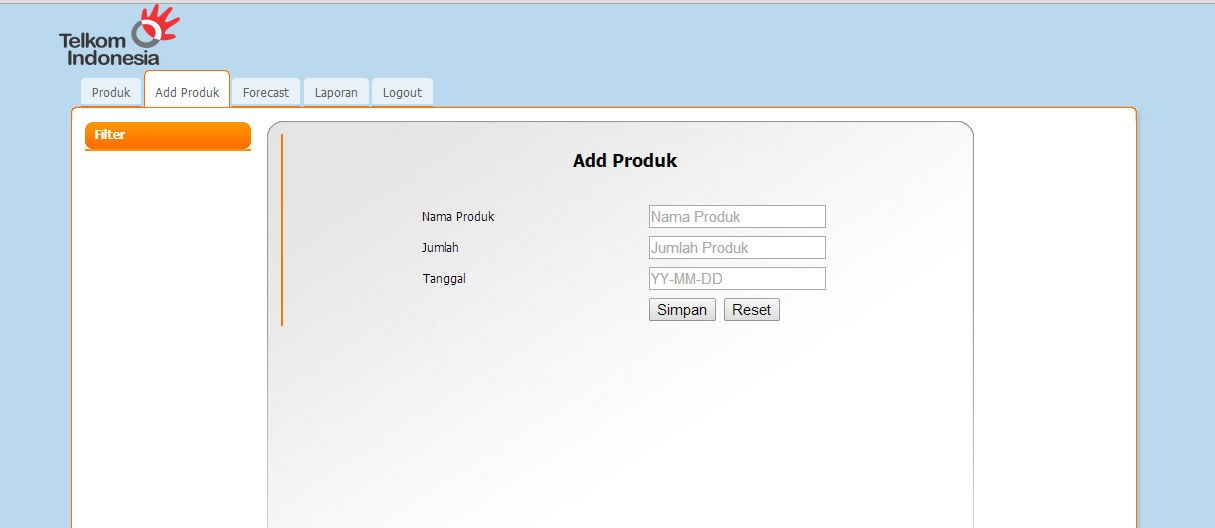 Telkom
Indonesia
Produk Add Produk Forecast Laporan Logout
Filter
Add Produk
Nama Produk Nama Produk
Jumlah Jumlah Produk
Tanggal YY-MM-DD
Simpan Reset